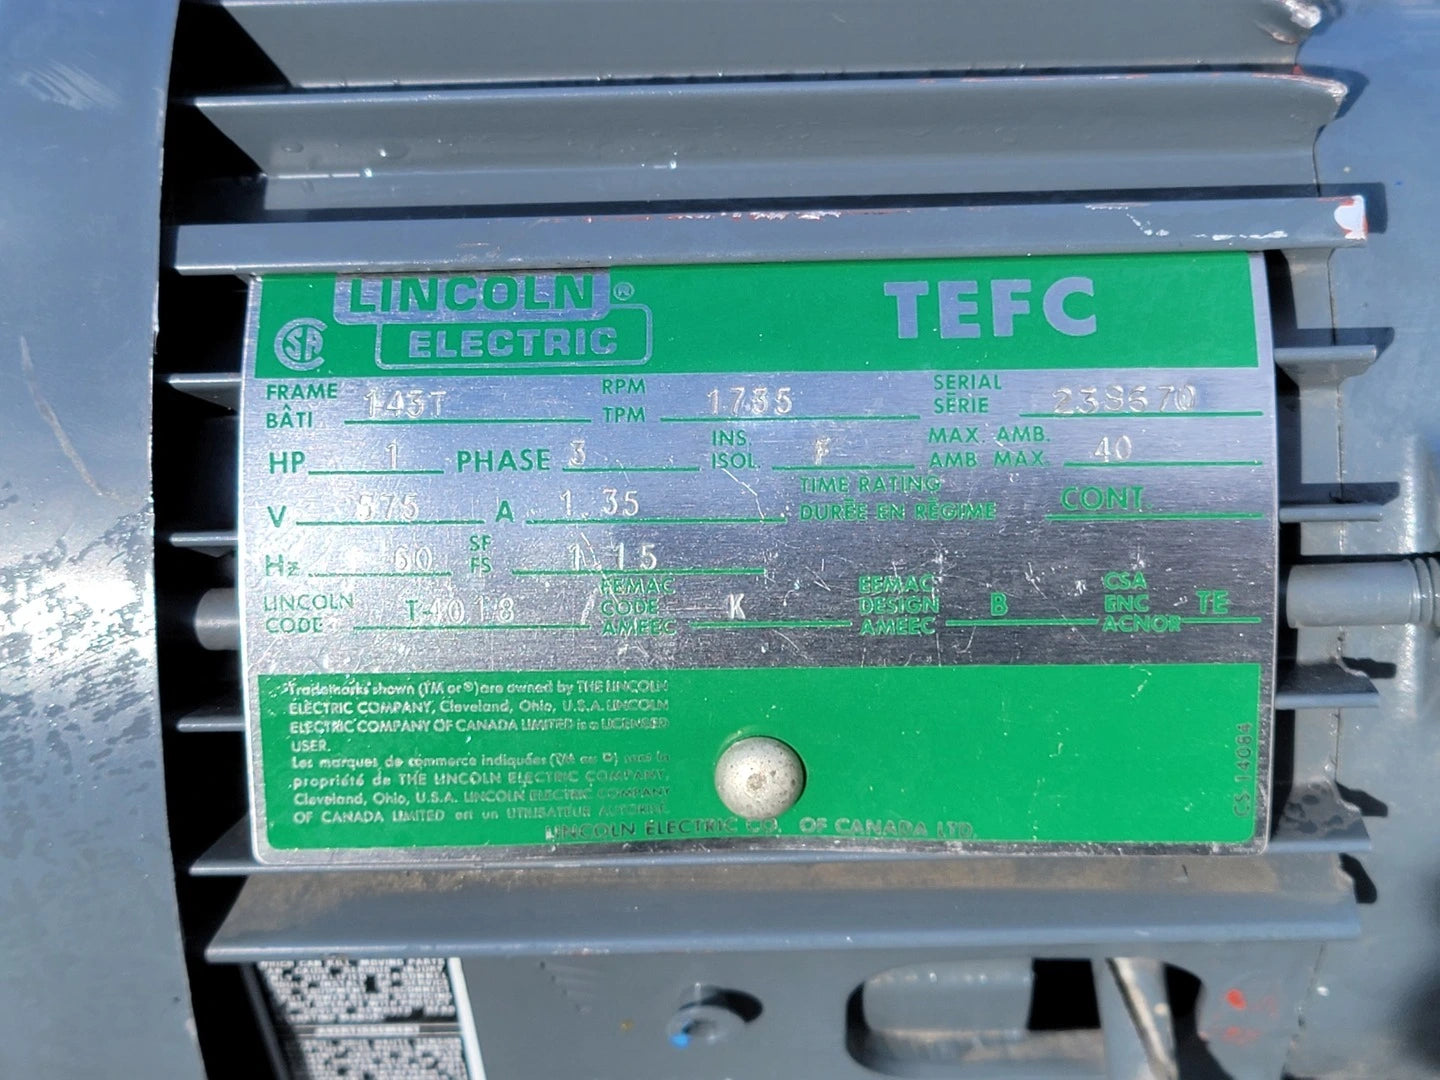 LINCOLN ®
ELECTRIC
CSA
TEFC
FRAME BÂTI 143T RPM TPM 1735 SERIAL SÉRIE
HP 1 PHASE 3 INS. ISOL. F MAX. AMB. AMB MAX. 40
V 575 A 1.35 TIME RATING DURÉE EN RÉGIME CONT.
Hz 60 SF FS 1.15
LINCOLN CODE T-4018 EEMAC CODE AMEEC K EEMAC DESIGN AMEEC B CSA ENC ACNOR TE
Trademarks shown (TM or ®) are owned by THE LINCOLN
ELECTRIC COMPANY, Cleveland, Ohio, U.S.A. LINCOLN
ELECTRIC COMPANY OF CANADA LIMITED is a LICENSED
USER.
Les marques de commerce indiquées (TM ou ®) sont la
propriété de THE LINCOLN ELECTRIC COMPANY,
Cleveland, Ohio, U.S.A. LINCOLN ELECTRIC COMPANY
OF CANADA LIMITED est un UTILISATEUR AUTORISÉ.
LINCOLN ELECTRIC CO. OF CANADA LTD.
CS 14084